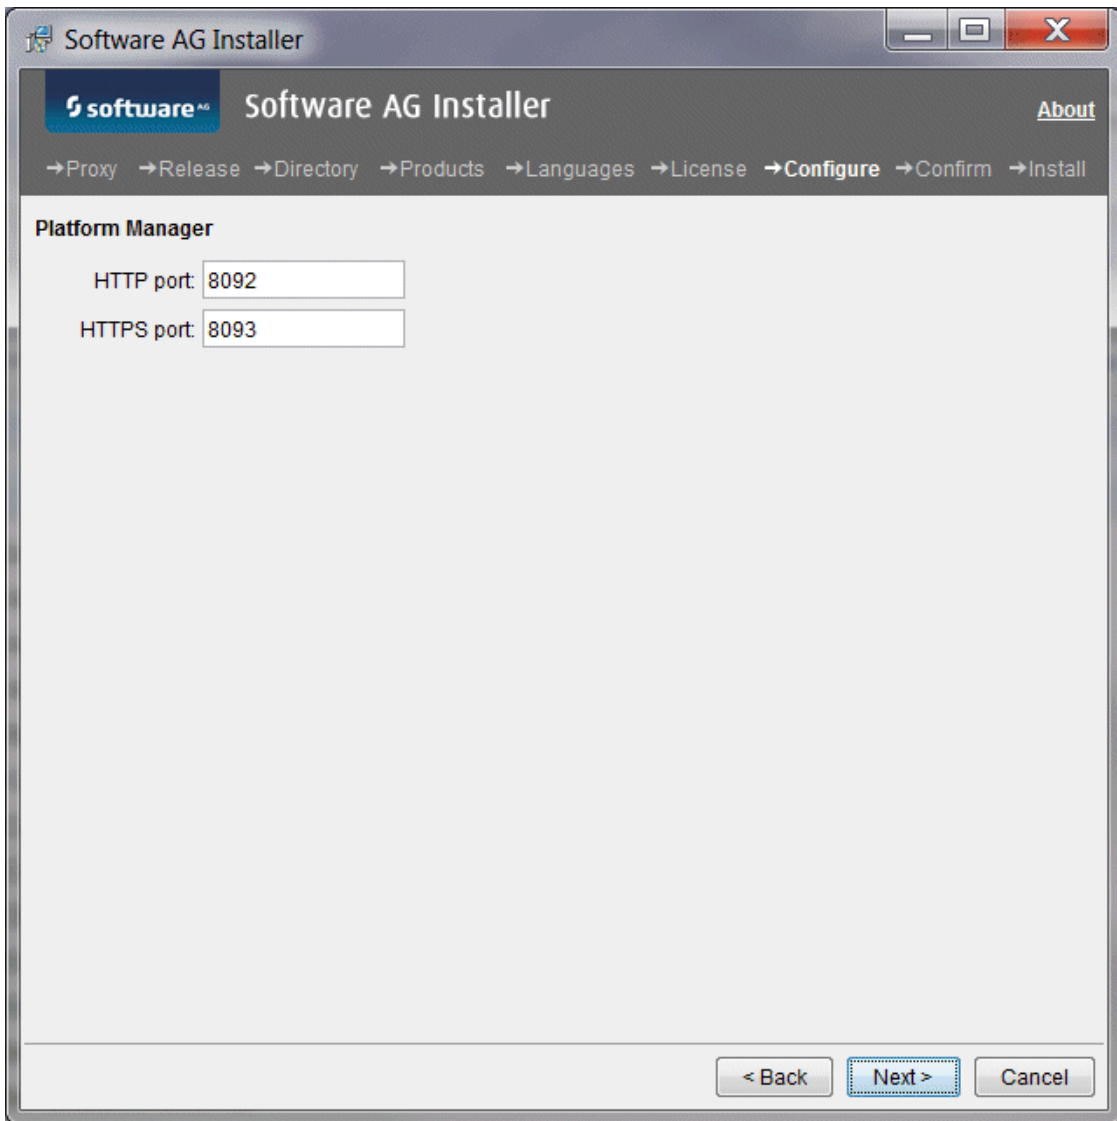 Software AG Installer
software AG Software AG Installer About
→Proxy →Release →Directory →Products →Languages →License →Configure →Confirm →Install
Platform Manager
HTTP port: 8092
HTTPS port: 8093
< Back Next > Cancel